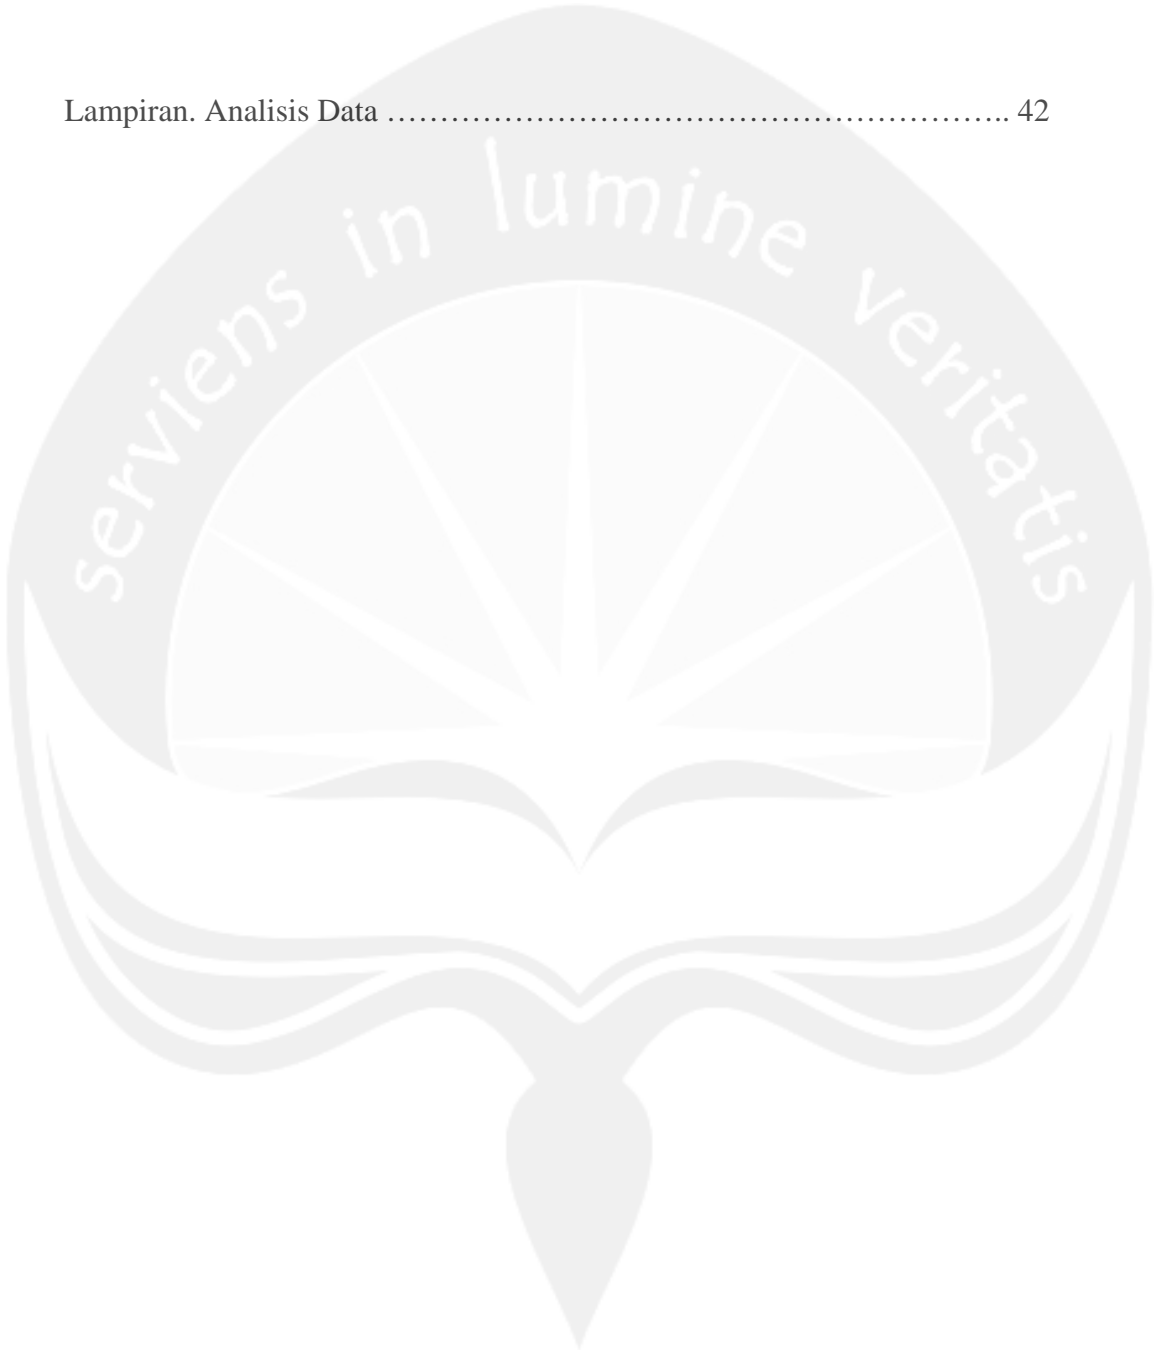 Lampiran. Analisis Data ………………………………………………….. 42
serviens in lumine veritatis